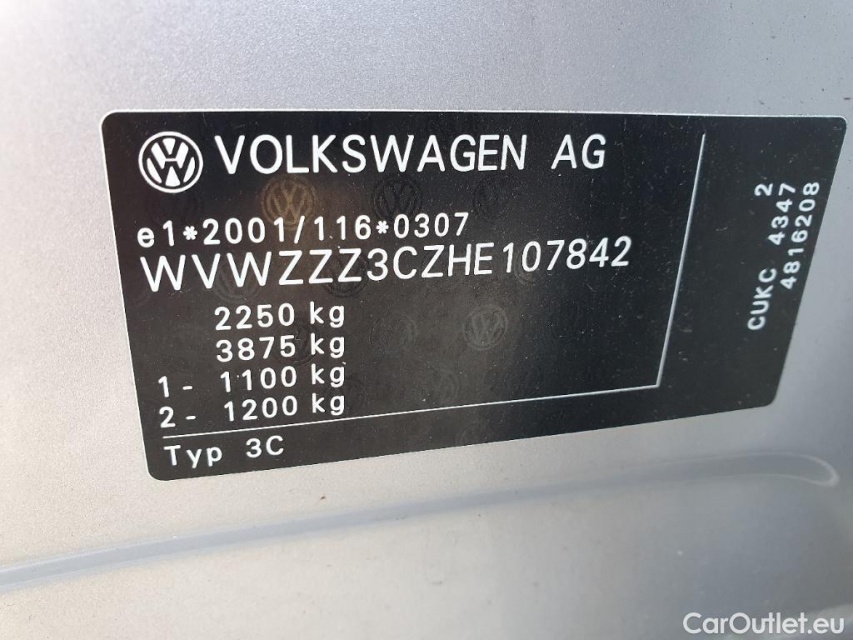 VOLKSWAGEN AG
e1*2001/116*0307
WVWZZZ3CZHE107842
2250 kg
3875 kg
1 - 1100 kg
2 - 1200 kg
Typ 3C
2
CUKC 4347
4816208
CarOutlet.eu